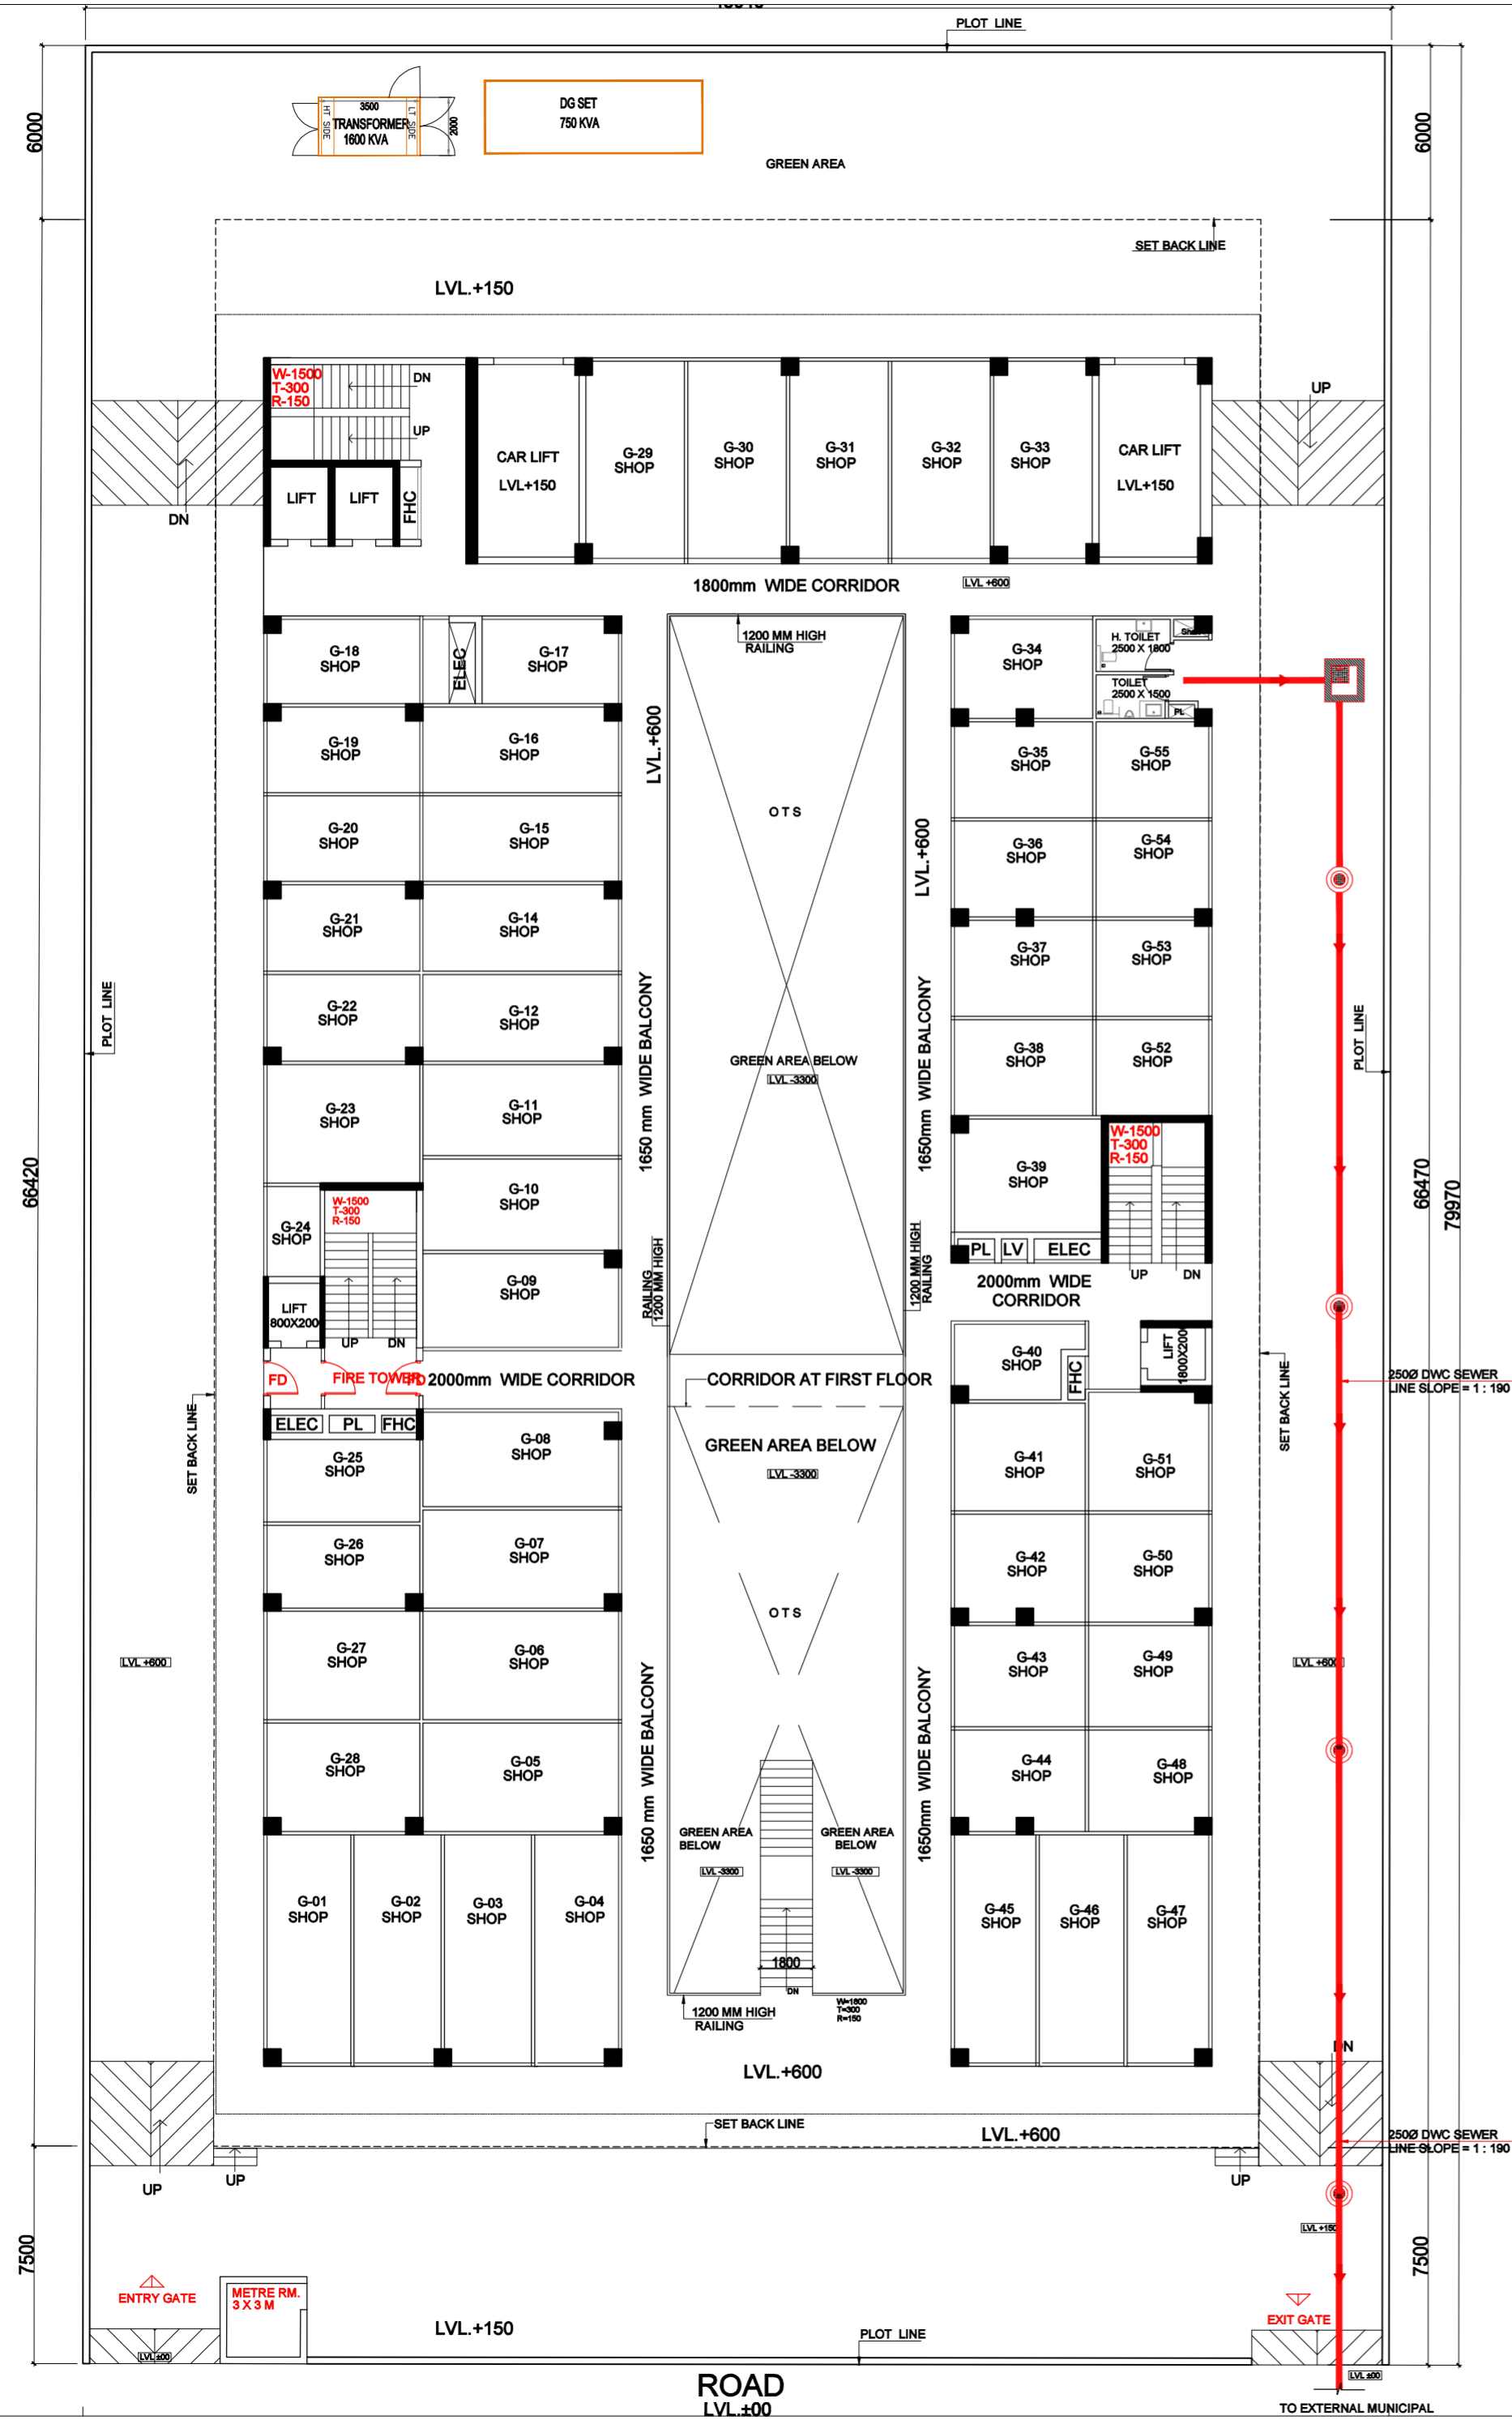 PLOT LINE
6000
3500
HT SIDE
LT SIDE
TRANSFORMER
1600 KVA
2000
DG SET
750 KVA
6000
GREEN AREA
SET BACK LINE
LVL.+150
W-1500
T-300
R-150
DN
UP
LIFT
LIFT
FHC
DN
CAR LIFT
LVL+150
G-29
SHOP
G-30
SHOP
G-31
SHOP
G-32
SHOP
G-33
SHOP
CAR LIFT
LVL+150
UP
1800mm WIDE CORRIDOR
LVL +600
1200 MM HIGH
RAILING
G-18
SHOP
ELEC
G-17
SHOP
G-34
SHOP
H. TOILET
2500 X 1800
TOILET
2500 X 1500
PL
G-19
SHOP
G-16
SHOP
LVL.+600
G-35
SHOP
G-55
SHOP
G-20
SHOP
G-15
SHOP
OTS
LVL.+600
G-36
SHOP
G-54
SHOP
G-21
SHOP
G-14
SHOP
G-37
SHOP
G-53
SHOP
PLOT LINE
G-22
SHOP
G-12
SHOP
1650 mm WIDE BALCONY
GREEN AREA BELOW
LVL -3300
1650mm WIDE BALCONY
G-38
SHOP
G-52
SHOP
PLOT LINE
G-23
SHOP
G-11
SHOP
W-1500
T-300
R-150
G-39
SHOP
66420
66470
79970
G-10
SHOP
W-1500
T-300
R-150
G-24
SHOP
PL
LV
ELEC
UP
DN
RAILING
1200 MM HIGH
1200 MM HIGH
RAILING
G-09
SHOP
2000mm WIDE
CORRIDOR
LIFT
800X200
UP
DN
G-40
SHOP
FHC
LIFT
1800X200
FD
FIRE TOWER
FD
2000mm WIDE CORRIDOR
CORRIDOR AT FIRST FLOOR
250Ø DWC SEWER
LINE SLOPE = 1 : 190
SET BACK LINE
SET BACK LINE
ELEC
PL
FHC
G-25
SHOP
G-08
SHOP
GREEN AREA BELOW
LVL -3300
G-41
SHOP
G-51
SHOP
G-26
SHOP
G-07
SHOP
G-42
SHOP
G-50
SHOP
OTS
LVL +600
G-27
SHOP
G-06
SHOP
G-43
SHOP
G-49
SHOP
LVL +600
1650 mm WIDE BALCONY
1650mm WIDE BALCONY
G-28
SHOP
G-05
SHOP
G-44
SHOP
G-48
SHOP
GREEN AREA
BELOW
LVL -3300
GREEN AREA
BELOW
LVL -3300
G-01
SHOP
G-02
SHOP
G-03
SHOP
G-04
SHOP
G-45
SHOP
G-46
SHOP
G-47
SHOP
1800
DN
W=1800
T=300
R=150
1200 MM HIGH
RAILING
DN
LVL.+600
SET BACK LINE
LVL.+600
250Ø DWC SEWER
LINE SLOPE = 1 : 190
UP
UP
UP
LVL +150
7500
7500
ENTRY GATE
METRE RM.
3 X 3 M
LVL.+150
EXIT GATE
PLOT LINE
LVL ±00
ROAD
LVL.±00
LVL ±00
TO EXTERNAL MUNICIPAL